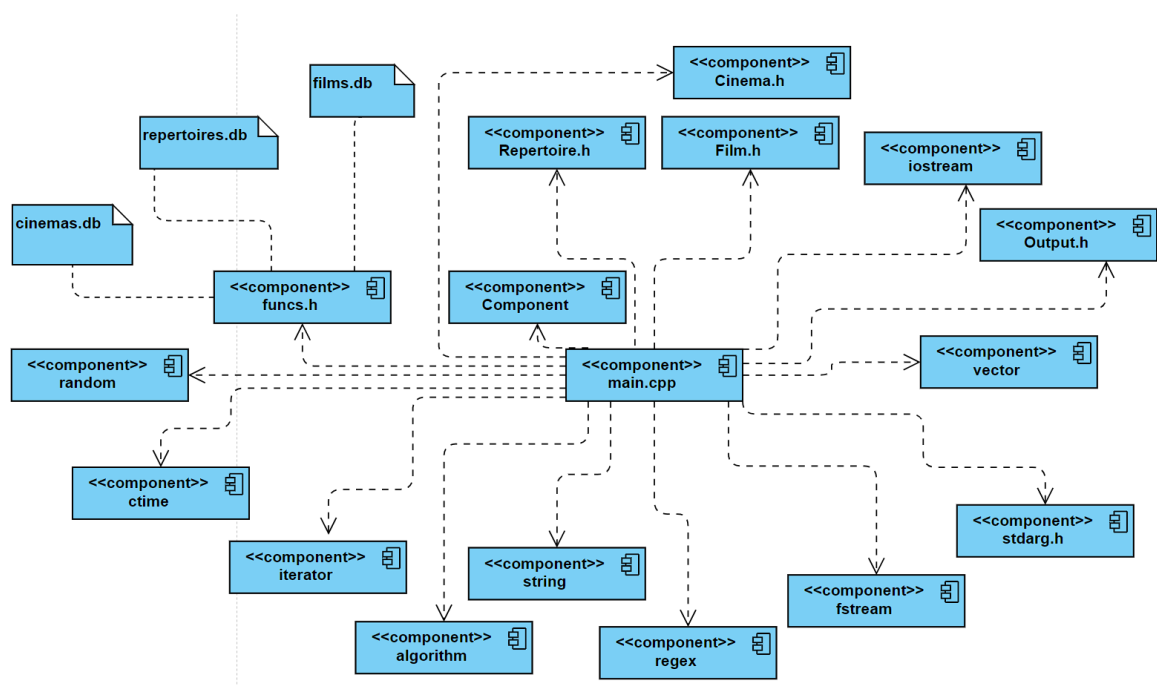 <<component>>
Cinema.h
films.db
repertoires.db
<<component>>
Repertoire.h
<<component>>
Film.h
<<component>>
iostream
cinemas.db
<<component>>
Output.h
<<component>>
funcs.h
<<component>>
Component
<<component>>
vector
<<component>>
random
<<component>>
main.cpp
<<component>>
ctime
<<component>>
stdarg.h
<<component>>
iterator
<<component>>
string
<<component>>
fstream
<<component>>
algorithm
<<component>>
regex